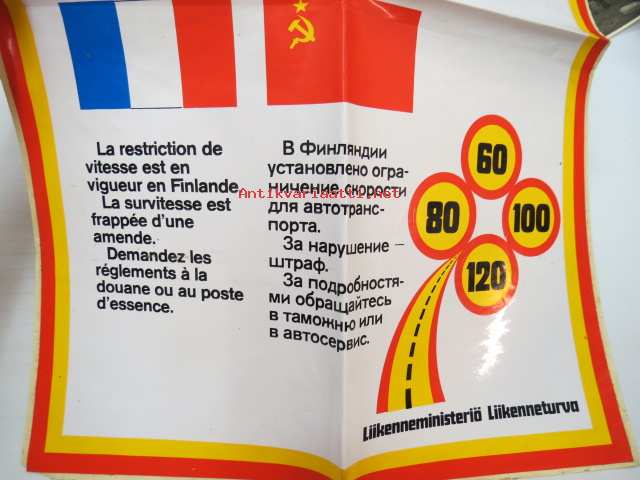 La restriction de
vitesse est en
vigueur en Finlande
La survitesse est
frappée d'une
amende.
Demandez les
réglements à la
douane ou au poste
d'essence.
В Финляндии
установлено огра-
ничение скорости
для автотранс-
порта.
За нарушение –
штраф.
За подробностя-
ми обращайтесь
в таможню или
в автосервис.
60
80
100
120
Liikenneministeriö Liikenneturva
Antikvariaatti.net